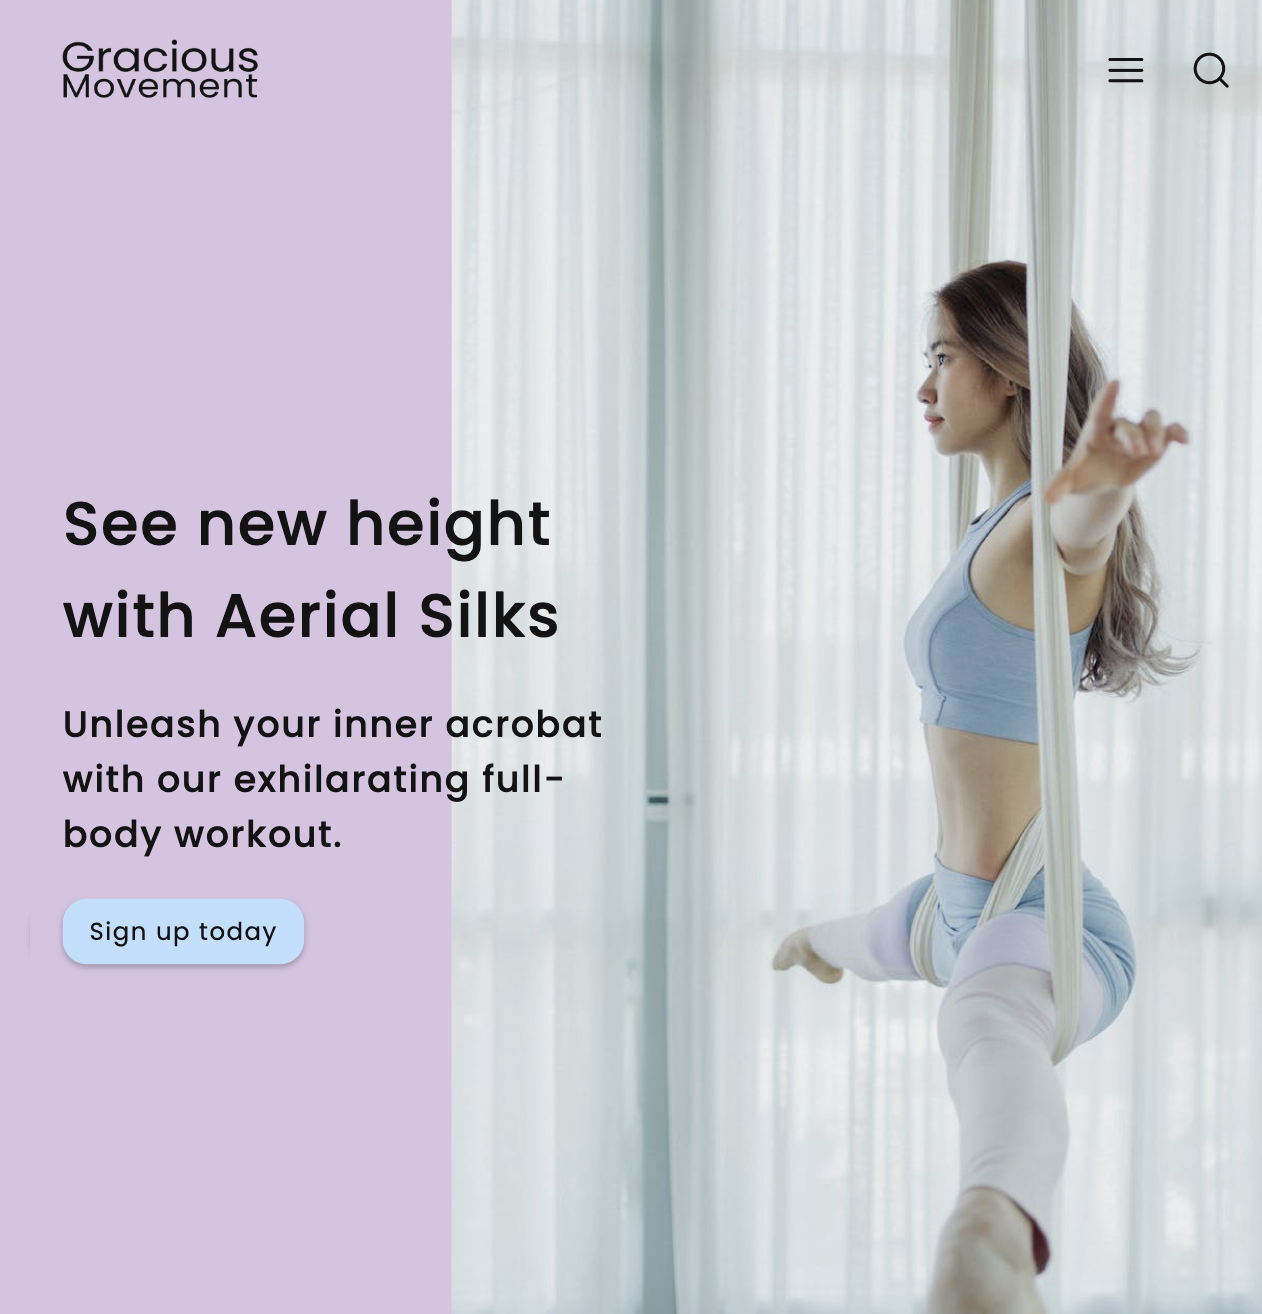 Gracious
Movement
See new height
with Aerial Silks
Unleash your inner acrobat
with our exhilarating full-
body workout.
Sign up today